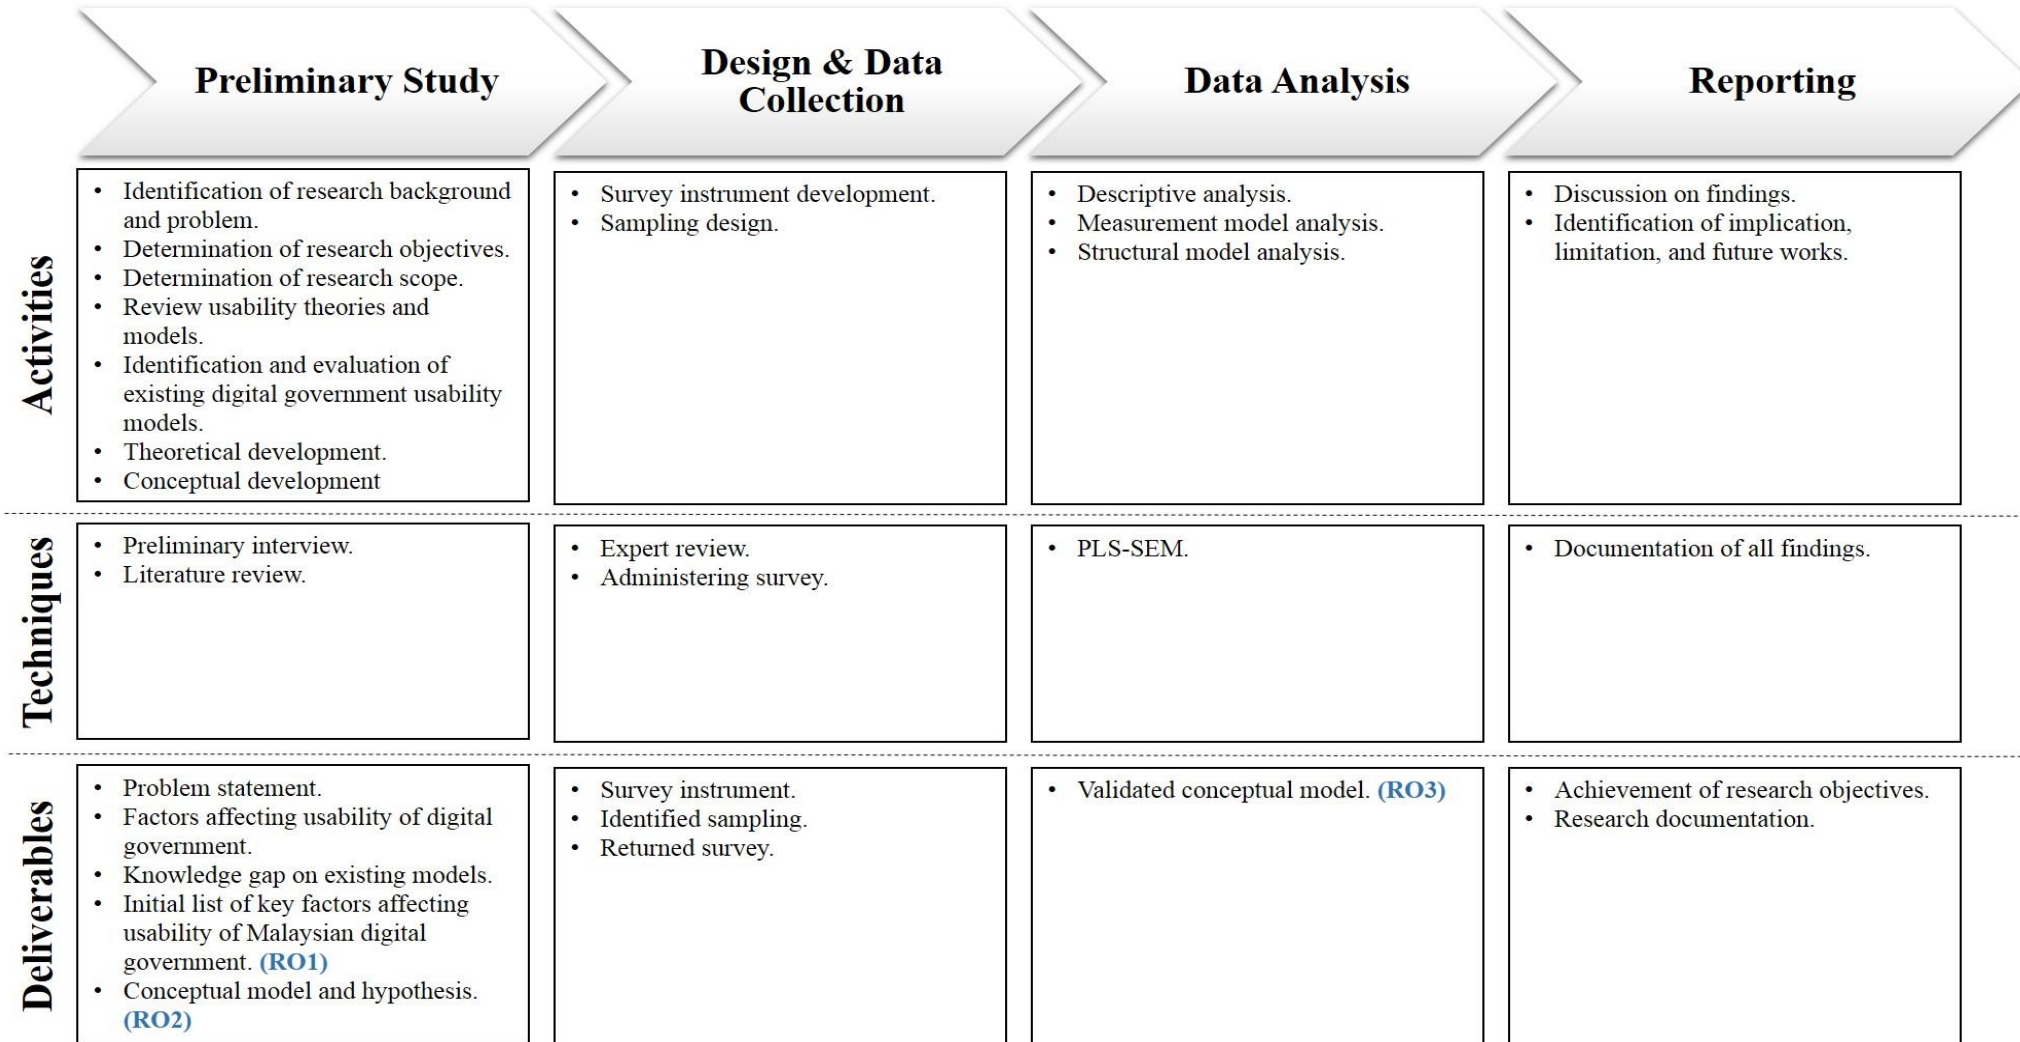 Preliminary Study
Design & Data
Collection
Data Analysis
Reporting
Activities
• Identification of research background
and problem.
• Determination of research objectives.
• Determination of research scope.
• Review usability theories and
models.
• Identification and evaluation of
existing digital government usability
models.
• Theoretical development.
• Conceptual development
• Survey instrument development.
• Sampling design.
• Descriptive analysis.
• Measurement model analysis.
• Structural model analysis.
• Discussion on findings.
• Identification of implication,
limitation, and future works.
Techniques
• Preliminary interview.
• Literature review.
• Expert review.
• Administering survey.
• PLS-SEM.
• Documentation of all findings.
Deliverables
• Problem statement.
• Factors affecting usability of digital
government.
• Knowledge gap on existing models.
• Initial list of key factors affecting
usability of Malaysian digital
government. (RO1)
• Conceptual model and hypothesis.
(RO2)
• Survey instrument.
• Identified sampling.
• Returned survey.
• Validated conceptual model. (RO3)
• Achievement of research objectives.
• Research documentation.